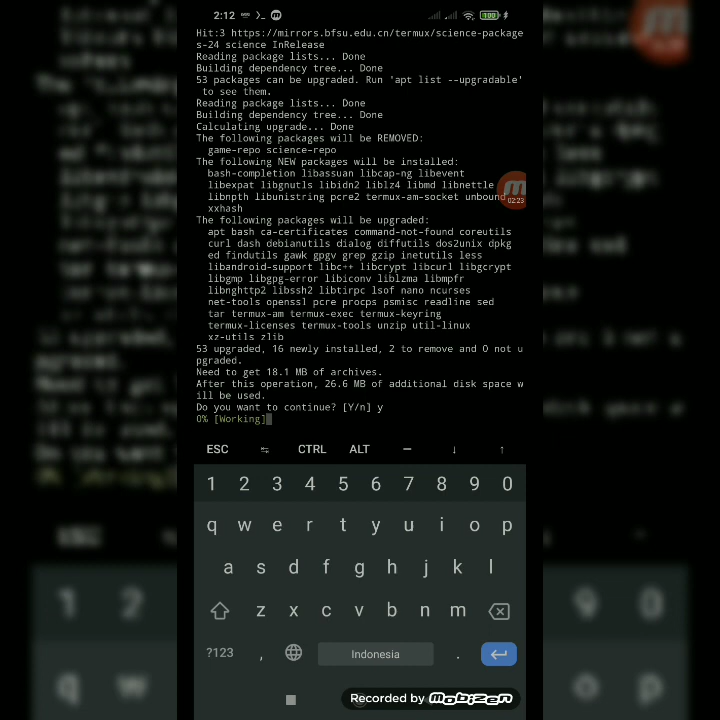 2:12 >_ 100
Hit:3 https://mirrors.bfsu.edu.cn/termux/science-package
s-24 science InRelease
Reading package lists... Done
Building dependency tree... Done
53 packages can be upgraded. Run 'apt list --upgradable'
to see them.
Reading package lists... Done
Building dependency tree... Done
Calculating upgrade... Done
The following packages will be REMOVED:
game-repo science-repo
The following NEW packages will be installed:
bash-completion libassuan libcap-ng libevent
libexpat libgnutls libidn2 liblz4 libmd libnettle
libnpth libunistring pcre2 termux-am-socket unbound
xxhash
02:23
The following packages will be upgraded:
apt bash ca-certificates command-not-found coreutils
curl dash debianutils dialog diffutils dos2unix dpkg
ed findutils gawk gpgv grep gzip inetutils less
libandroid-support libc++ libcrypt libcurl libgcrypt
libgmp libgpg-error libiconv liblzma libmpfr
libnghttp2 libssh2 libtirpc lsof nano ncurses
net-tools openssl pcre procps psmisc readline sed
tar termux-am termux-exec termux-keyring
termux-licenses termux-tools unzip util-linux
xz-utils zlib
53 upgraded, 16 newly installed, 2 to remove and 0 not u
pgraded.
Need to get 18.1 MB of archives.
After this operation, 26.6 MB of additional disk space w
ill be used.
Do you want to continue? [Y/n] y
0% [Working]
ESC ↹ CTRL ALT — ↓ ↑
1 2 3 4 5 6 7 8 9 0
q w e r t y u i o p
a s d f g h j k l
z x c v b n m
?123 , Indonesia .
Recorded by mobizen